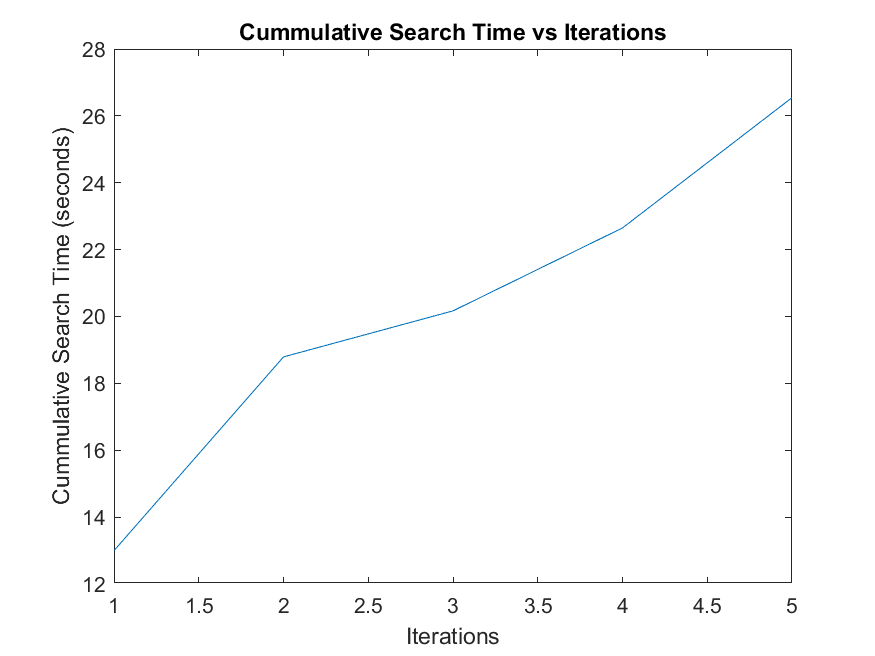 Cummulative Search Time vs Iterations
28
26
24
22
20
18
16
14
12
Cummulative Search Time (seconds)
1 1.5 2 2.5 3 3.5 4 4.5 5
Iterations